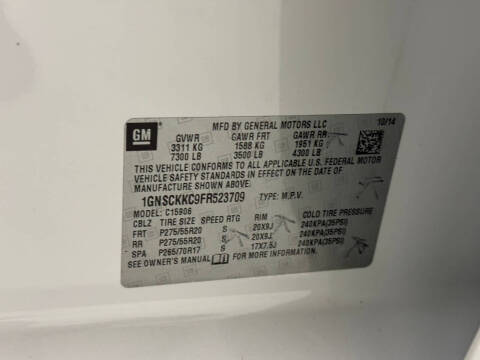 GM
MFD BY GENERAL MOTORS LLC
10/14
GVWR GAWR FRT GAWR RR
3311 KG 1588 KG 1951 KG
7300 LB 3500 LB 4300 LB
THIS VEHICLE CONFORMS TO ALL APPLICABLE U.S. FEDERAL MOTOR
VEHICLE SAFETY STANDARDS IN EFFECT ON THE DATE OF
MANUFACTURE SHOWN ABOVE.
1GNSCKKC9FR523709 TYPE: M.P.V.
MODEL: C15906
CBLZ TIRE SIZE SPEED RTG RIM COLD TIRE PRESSURE
FRT P275/55R20 S 20X9J 240KPA(35PSI)
RR P275/55R20 S 20X9J 240KPA(35PSI)
SPA P265/70R17 17X7.5J 240KPA(35PSI)
SEE OWNER'S MANUAL FOR MORE INFORMATION.